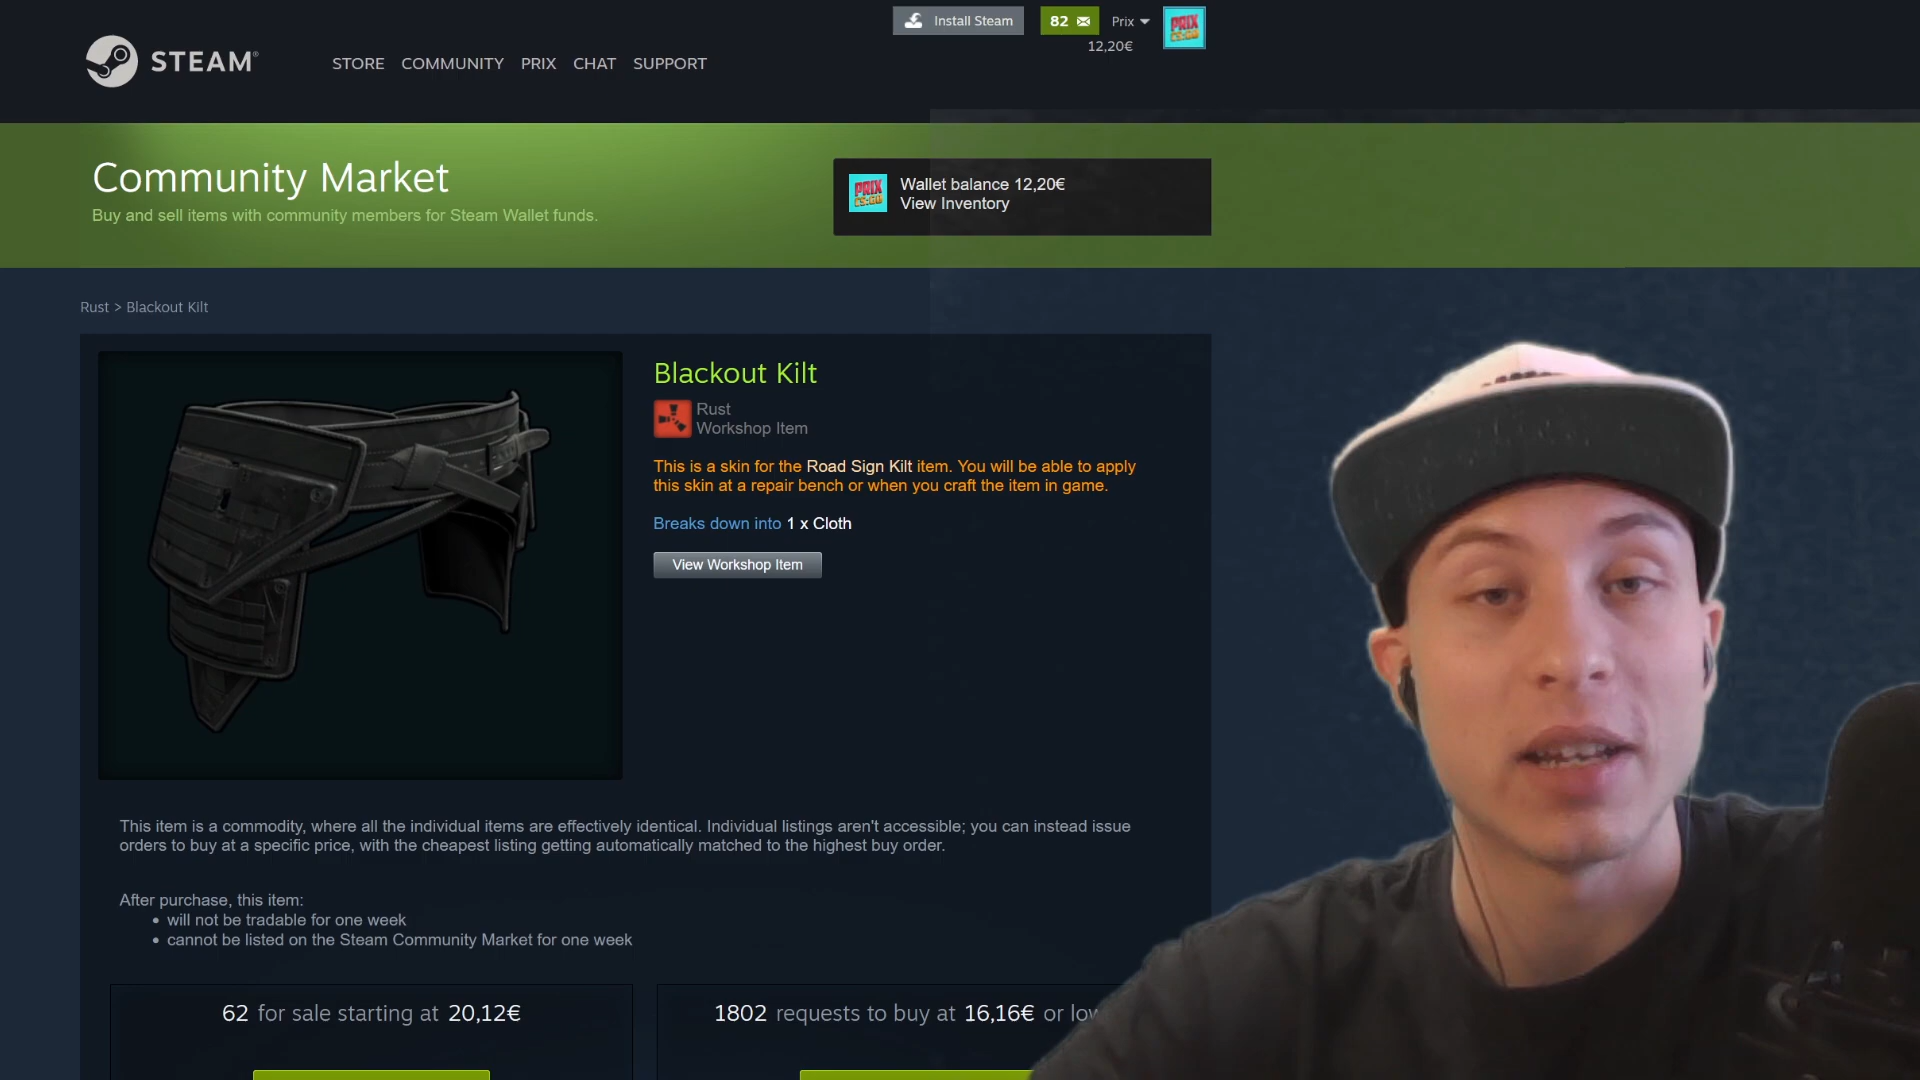 Install Steam
82
Prix
12,20€
PRIX
CS:GO
STEAM®
STORE
COMMUNITY
PRIX
CHAT
SUPPORT
Community Market
Buy and sell items with community members for Steam Wallet funds.
PRIX
CS:GO
Wallet balance 12,20€
View Inventory
Rust > Blackout Kilt
Blackout Kilt
Rust
Workshop Item
This is a skin for the Road Sign Kilt item. You will be able to apply
this skin at a repair bench or when you craft the item in game.
Breaks down into 1 x Cloth
View Workshop Item
This item is a commodity, where all the individual items are effectively identical. Individual listings aren't accessible; you can instead issue
orders to buy at a specific price, with the cheapest listing getting automatically matched to the highest buy order.
After purchase, this item:
• will not be tradable for one week
• cannot be listed on the Steam Community Market for one week
62 for sale starting at 20,12€
1802 requests to buy at 16,16€ or